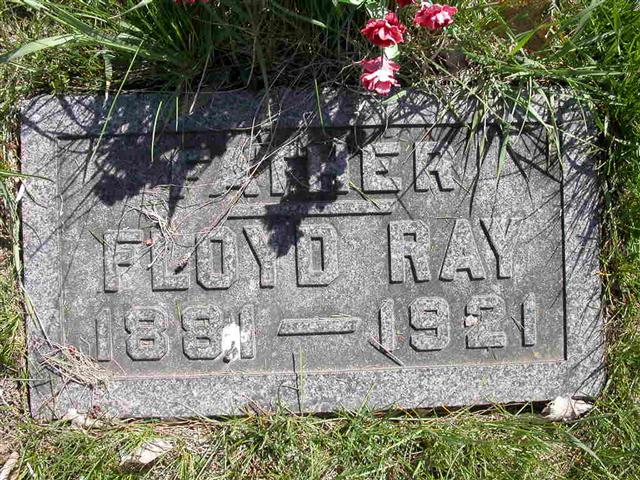 FATHER
FLOYD RAY
1881 — 1921